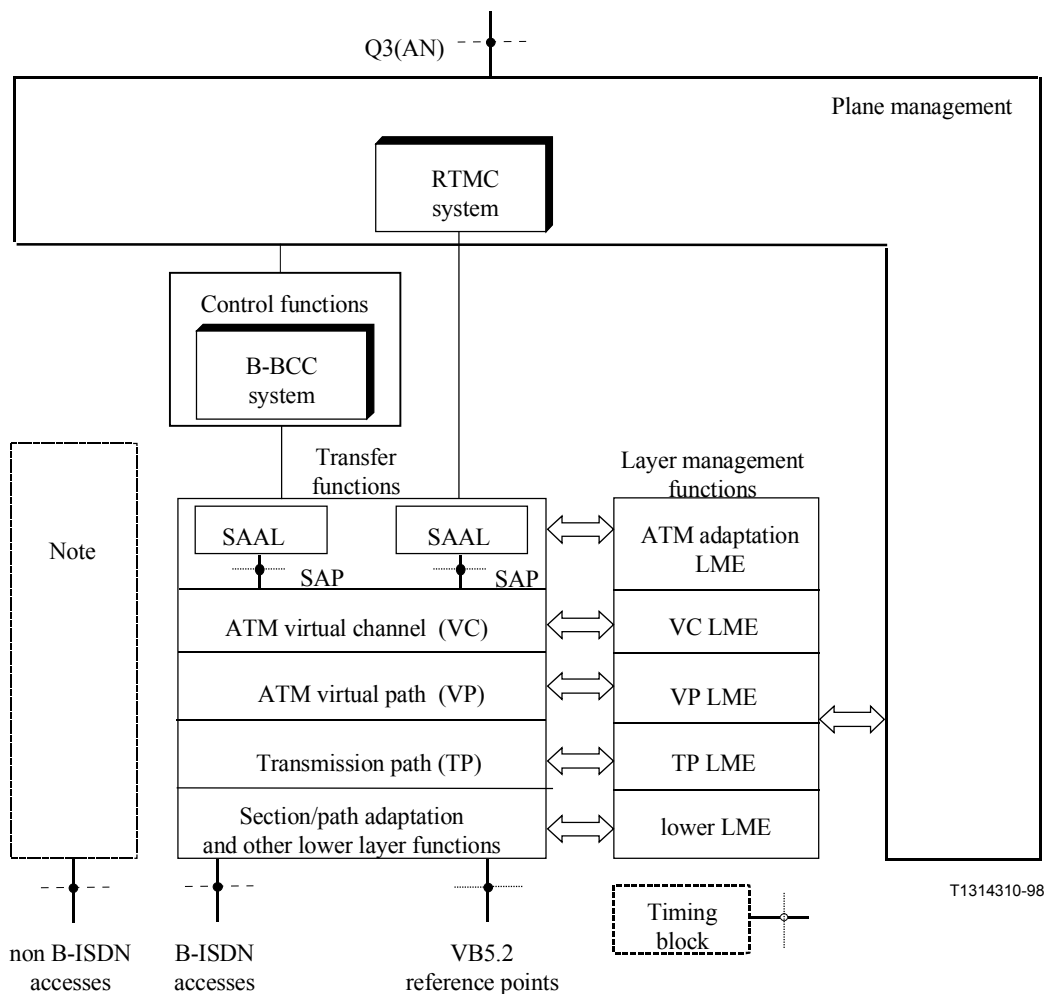 Q3(AN)
Plane management
RTMC
system
Control functions
B-BCC
system
Transfer
functions
Layer management
functions
Note
SAAL
SAAL
SAP
SAP
ATM adaptation
LME
ATM virtual channel (VC)
VC LME
ATM virtual path (VP)
VP LME
Transmission path (TP)
TP LME
Section/path adaptation
and other lower layer functions
lower LME
T1314310-98
Timing
block
non B-ISDN
accesses
B-ISDN
accesses
VB5.2
reference points